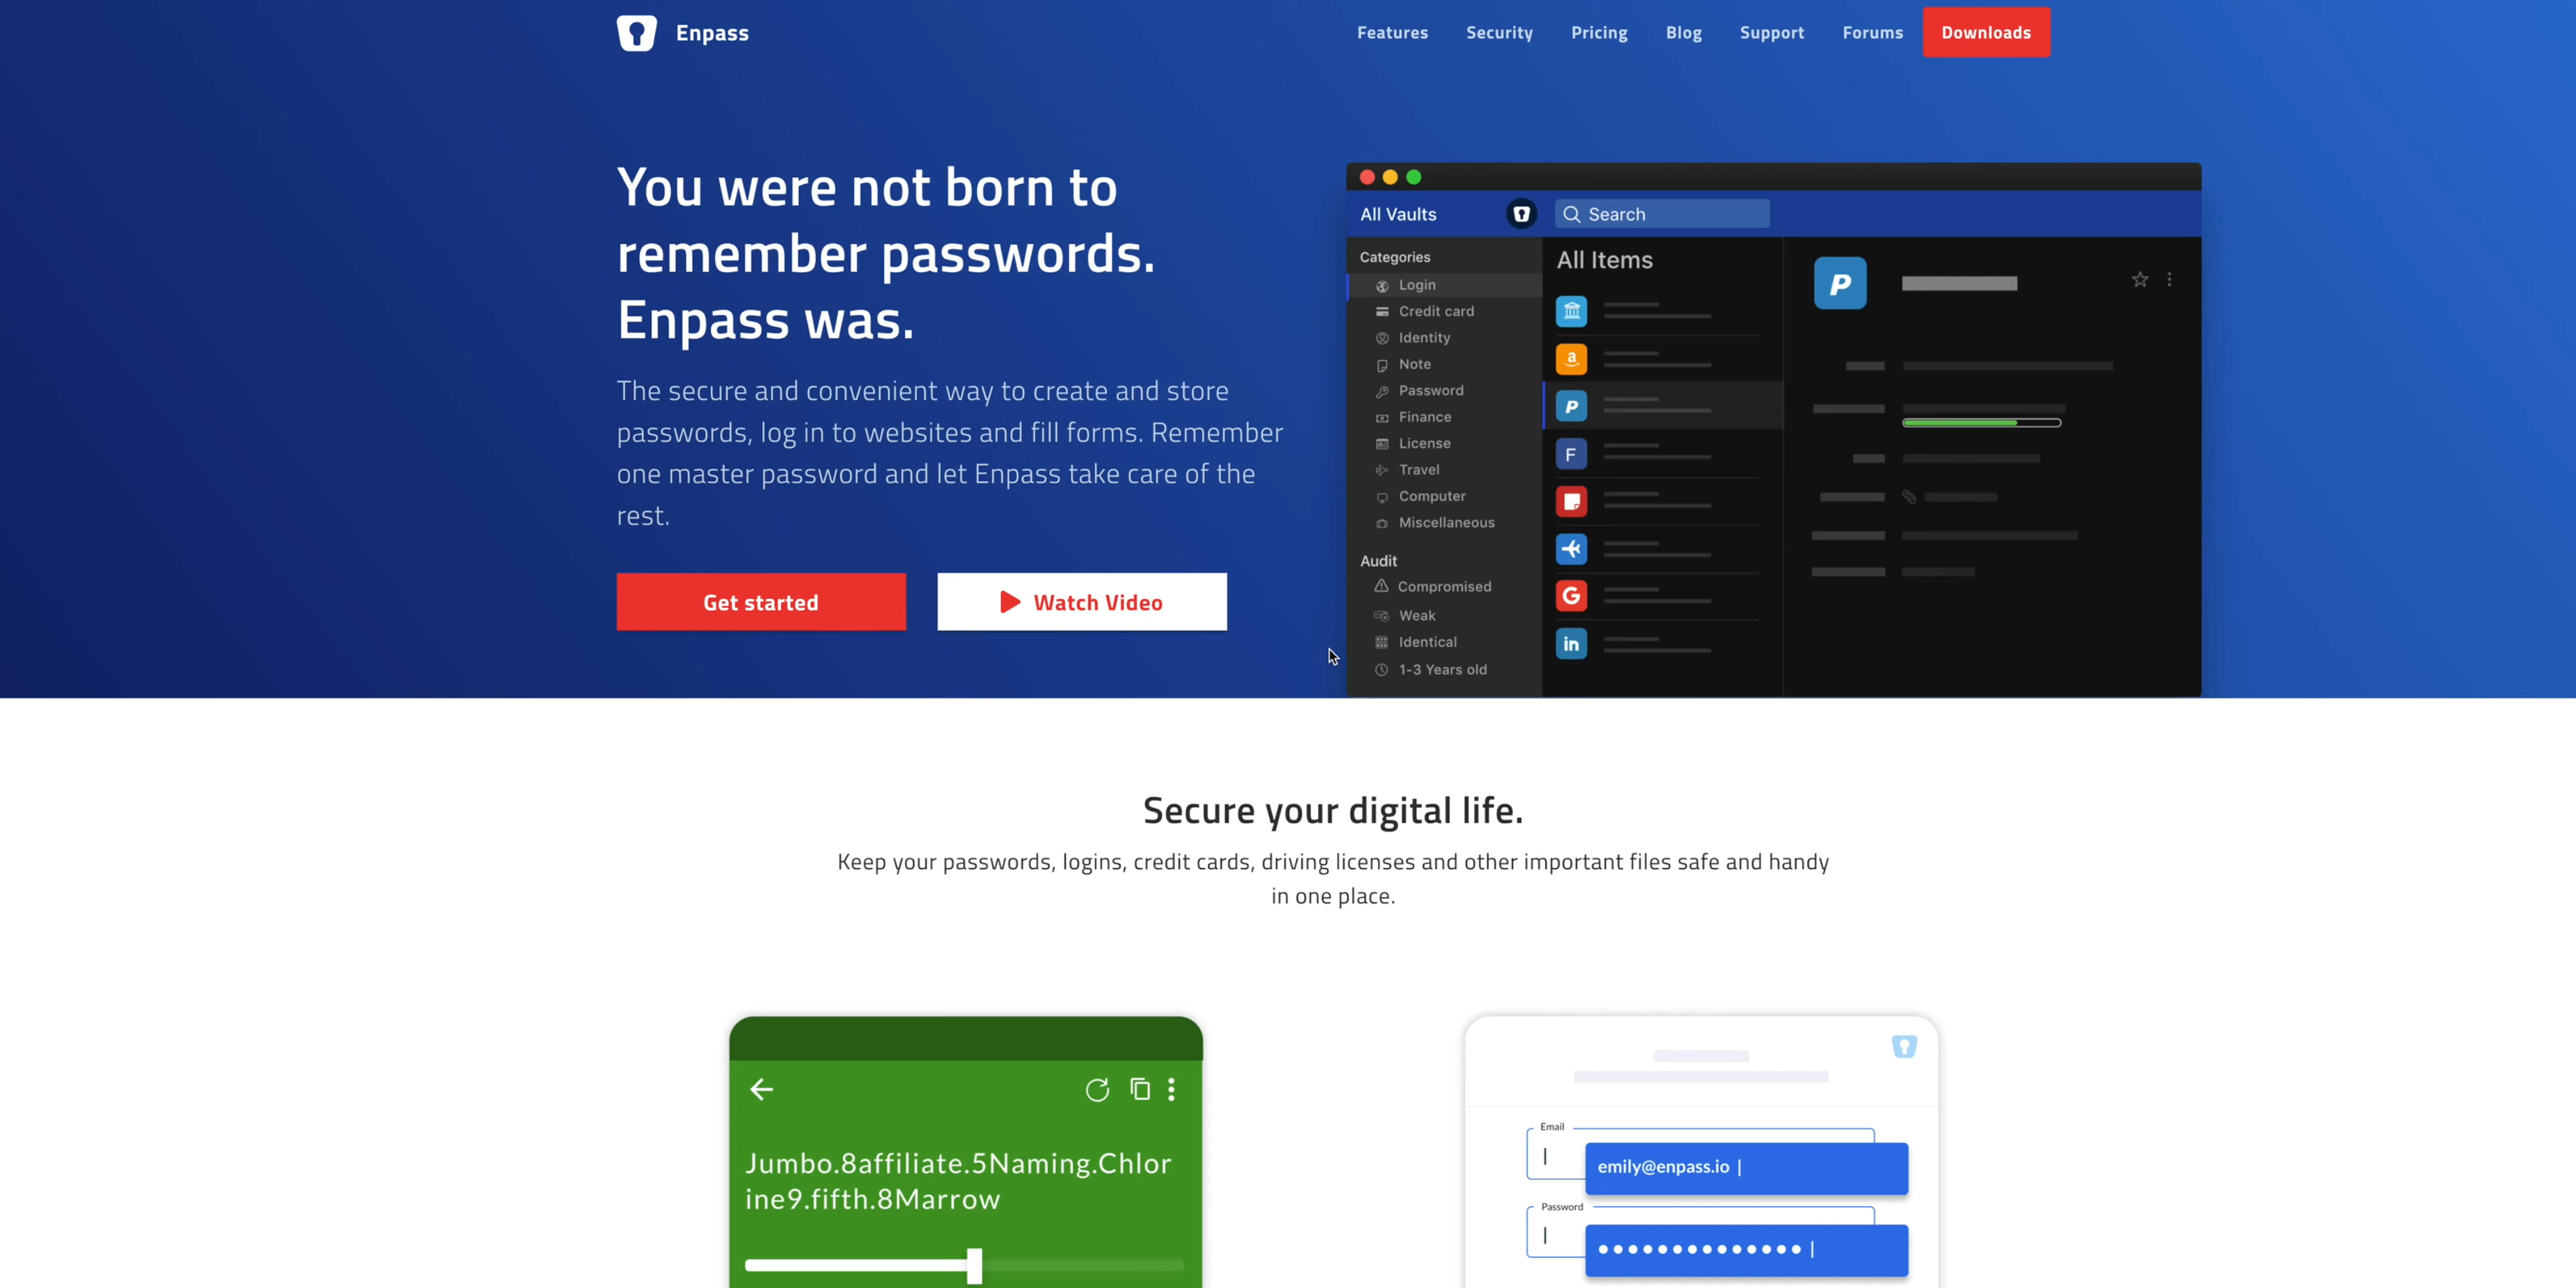 Enpass
Features
Security
Pricing
Blog
Support
Forums
Downloads
You were not born to
remember passwords.
Enpass was.
The secure and convenient way to create and store
passwords, log in to websites and fill forms. Remember
one master password and let Enpass take care of the
rest.
Get started
Watch Video
All Vaults
Search
Categories
Login
Credit card
Identity
Note
Password
Finance
License
Travel
Computer
Miscellaneous
Audit
Compromised
Weak
Identical
1-3 Years old
All Items
a
P
F
G
in
P
Secure your digital life.
Keep your passwords, logins, credit cards, driving licenses and other important files safe and handy
in one place.
Jumbo.8affiliate.5Naming.Chlor
ine9.fifth.8Marrow
Email
emily@enpass.io
Password